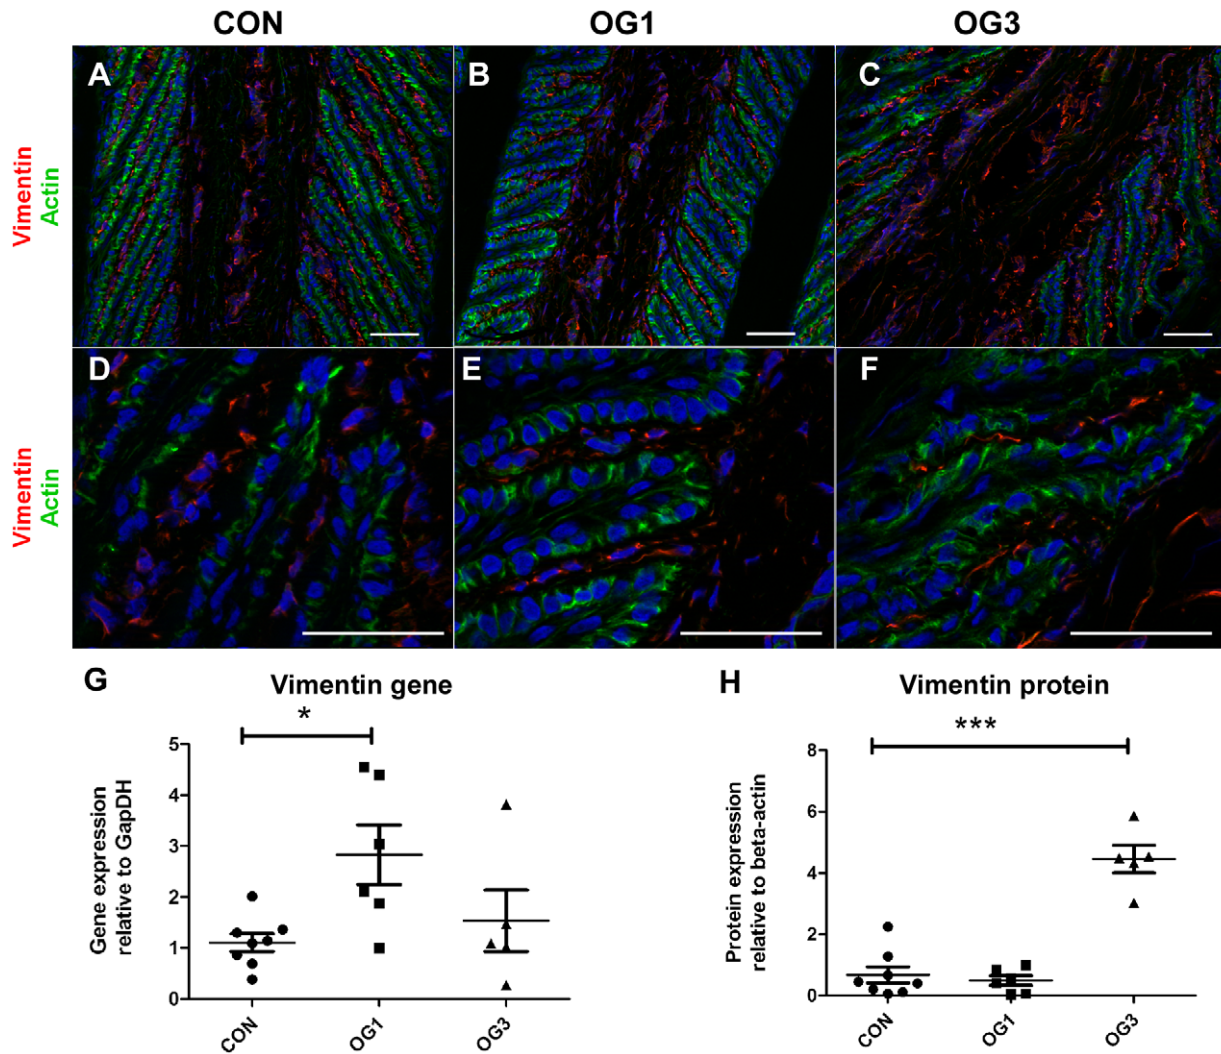 CON OG1 OG3
A B C
Vimentin
Actin
D E F
Vimentin
Actin
G Vimentin gene
*
Gene expression
relative to GapDH
5
4
3
2
1
0
CON OG1 OG3
H Vimentin protein
***
Protein expression
relative to beta-actin
8
6
4
2
0
CON OG1 OG3